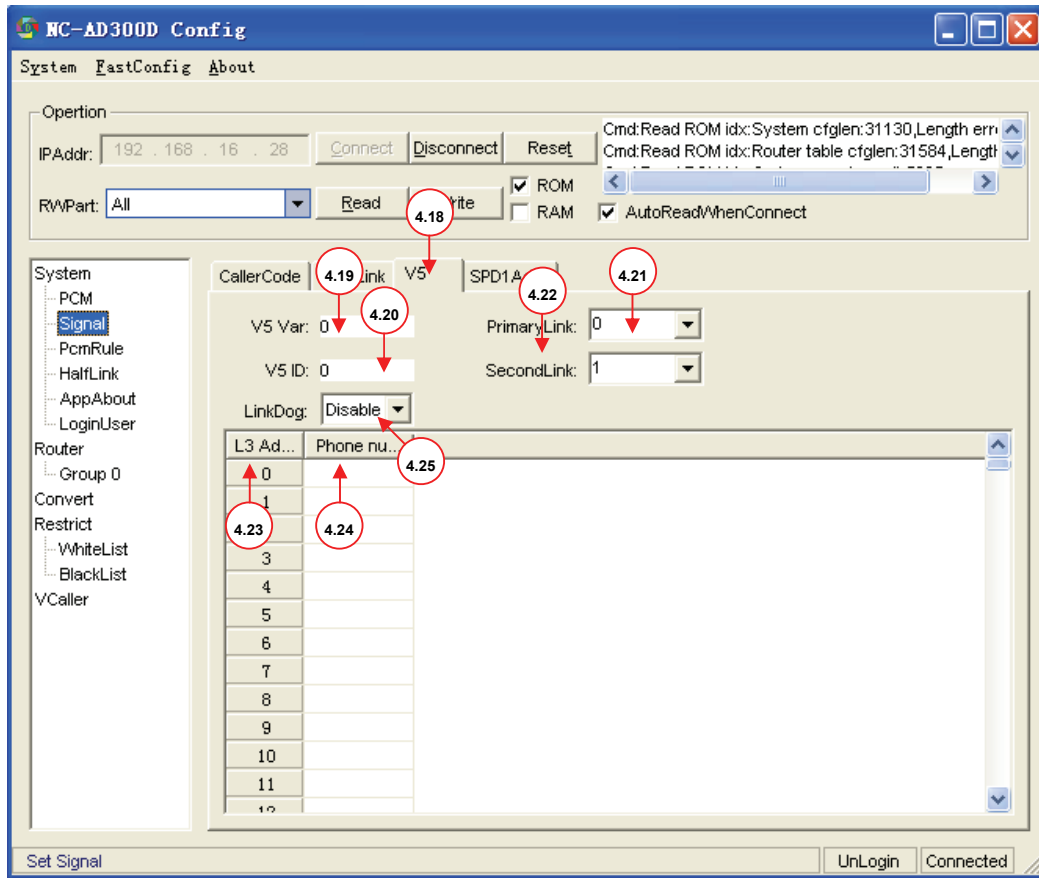 NC-AD300D Config
System FastConfig About
Opertion
IPAddr: 192 . 168 . 16 . 28 Connect Disconnect Reset
Cmd:Read ROM idx:System cfglen:31130,Length err
Cmd:Read ROM idx:Router table cfglen:31584,Lengt
RWPart: All Read rite ROM RAM AutoReadWhenConnect
4.18
System
PCM
Signal
PcmRule
HalfLink
AppAbout
LoginUser
Router
Group 0
Convert
Restrict
WhiteList
BlackList
VCaller
CallerCode ink V5 SPD1A
4.19
4.20
4.22
4.21
V5 Var: 0 PrimaryLink: 0
V5 ID: 0 SecondLink: 1
LinkDog: Disable
4.25
L3 Ad... Phone nu...
0
1
4.23 4.24
3
4
5
6
7
8
9
10
11
12
Set Signal UnLogin Connected